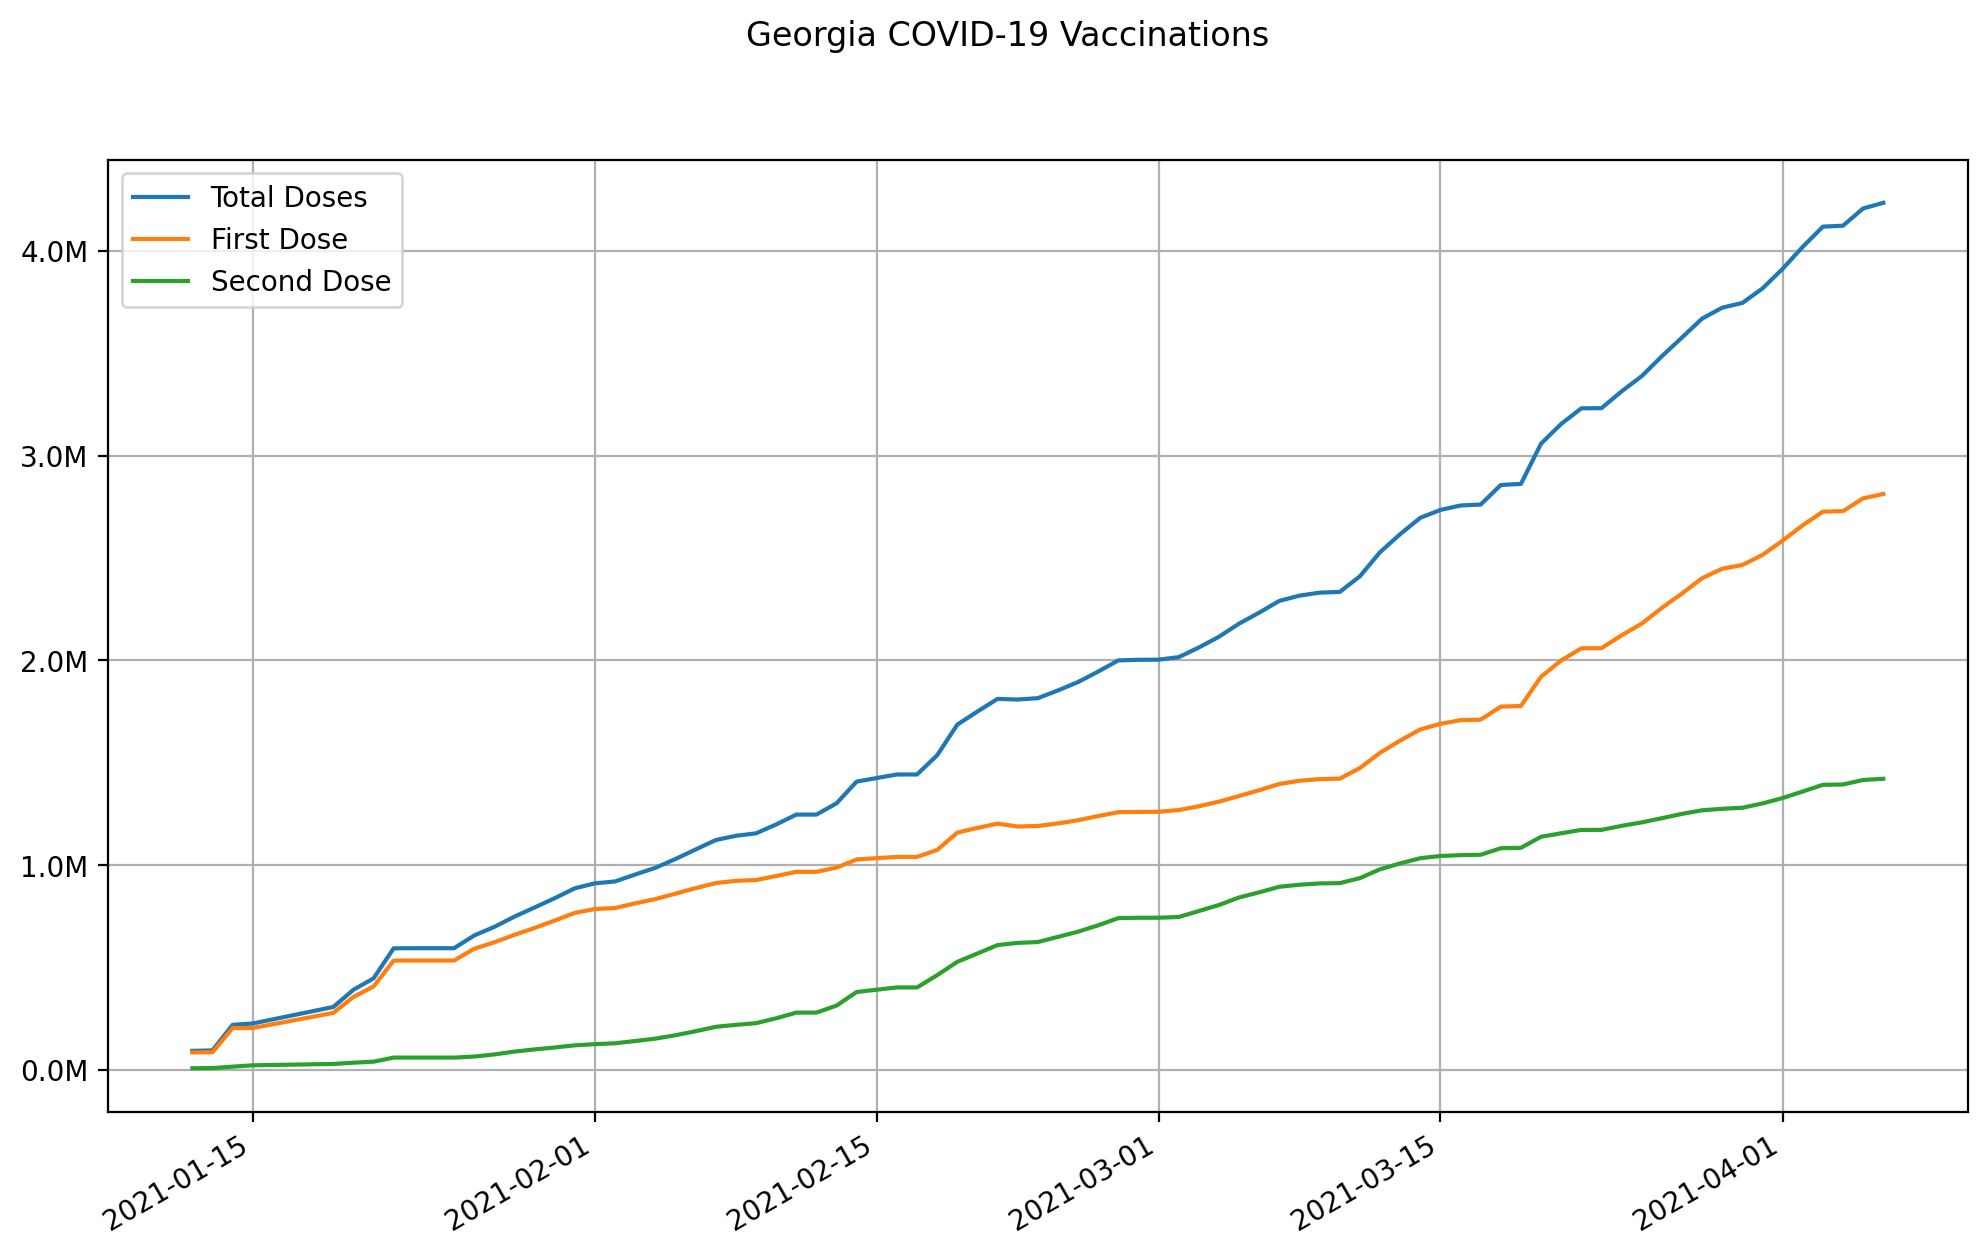 Georgia COVID-19 Vaccinations
Total Doses
First Dose
Second Dose
4.0M
3.0M
2.0M
1.0M
0.0M
2021-01-15
2021-02-01
2021-02-15
2021-03-01
2021-03-15
2021-04-01